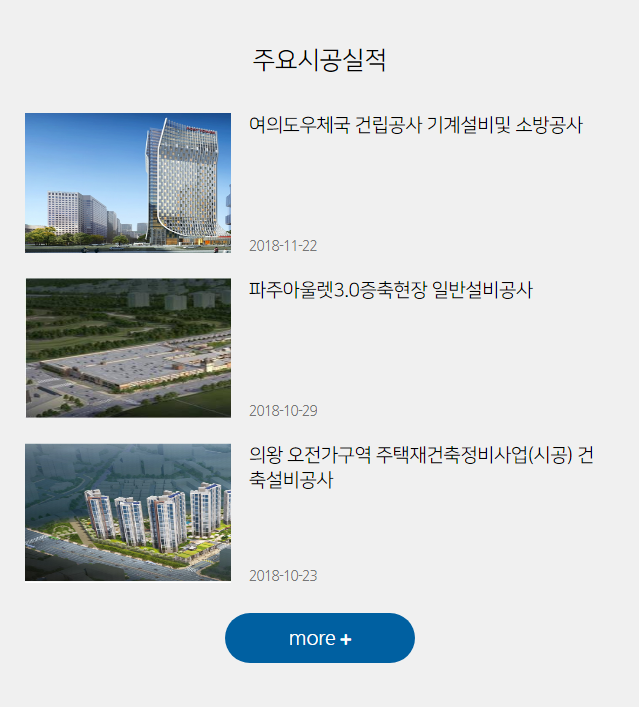 주요시공실적
여의도우체국 건립공사 기계설비및 소방공사
2018-11-22
파주아울렛3.0증축현장 일반설비공사
2018-10-29
의왕 오전가구역 주택재건축정비사업(시공) 건
축설비공사
2018-10-23
more +